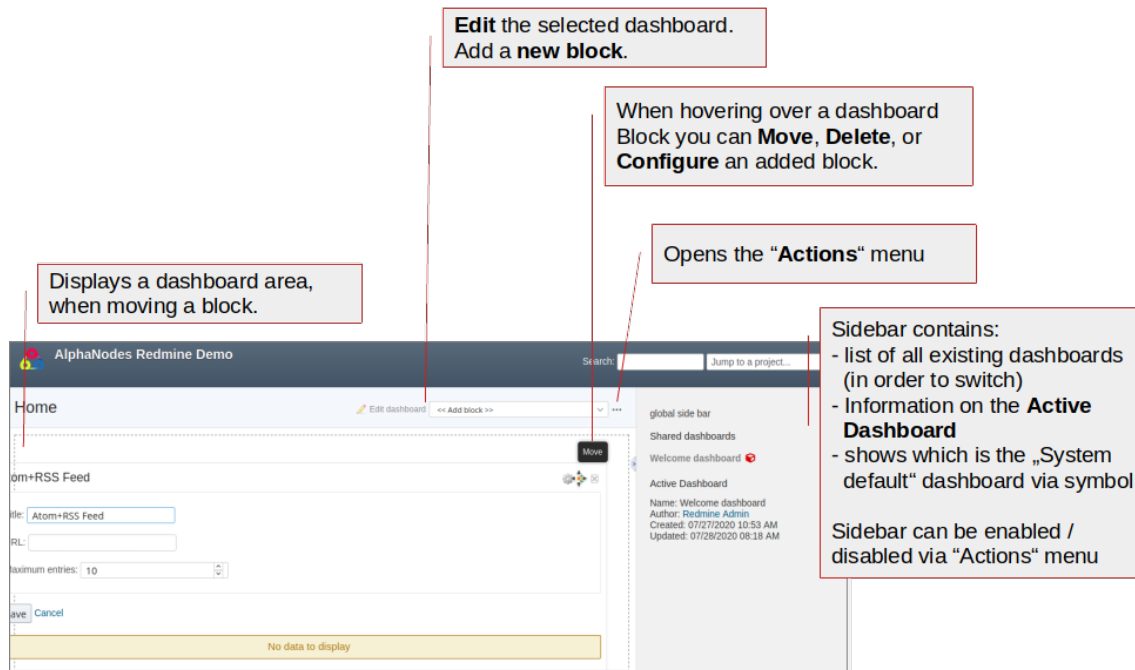 Edit the selected dashboard.
Add a new block.
When hovering over a dashboard
Block you can Move, Delete, or
Configure an added block.
Opens the “Actions“ menu
Displays a dashboard area,
when moving a block.
Sidebar contains:
- list of all existing dashboards
(in order to switch)
- Information on the Active
Dashboard
- shows which is the „System
default“ dashboard via symbol
Sidebar can be enabled /
disabled via “Actions“ menu
AlphaNodes Redmine Demo
Search:
Jump to a project...
Home
Edit dashboard
<< Add block >>
global side bar
Shared dashboards
Welcome dashboard
Active Dashboard
Name: Welcome dashboard
Author: Redmine Admin
Created: 07/27/2020 10:53 AM
Updated: 07/28/2020 08:18 AM
Move
om+RSS Feed
itle: Atom+RSS Feed
RL:
Maximum entries: 10
ave Cancel
No data to display